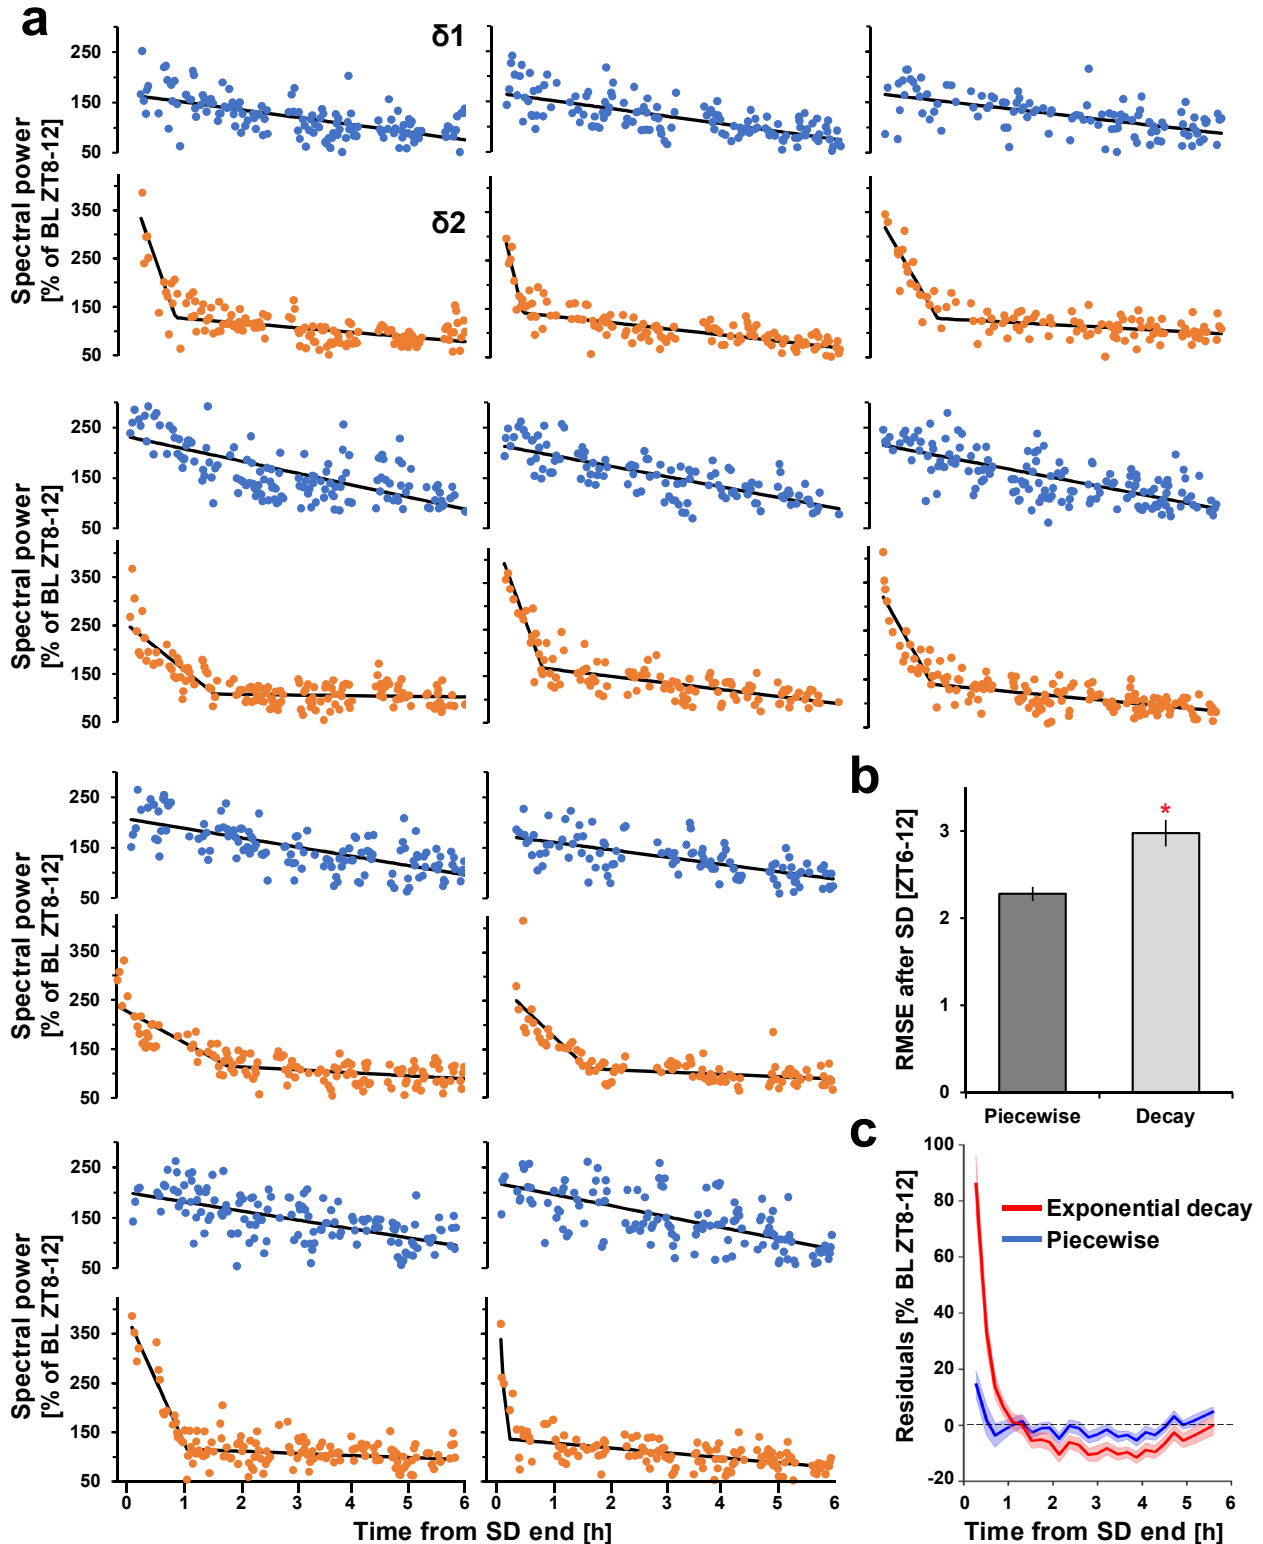 a
δ1
250
150
50
Spectral power
[% of BL ZT8-12]
δ2
350
250
150
50
250
150
50
Spectral power
[% of BL ZT8-12]
350
250
150
50
250
150
50
Spectral power
[% of BL ZT8-12]
350
250
150
50
250
150
50
Spectral power
[% of BL ZT8-12]
350
250
150
50
0 1 2 3 4 5 6
0 1 2 3 4 5 6
Time from SD end [h]
b
RMSE after SD [ZT6-12]
3
2
1
0
*
Piecewise Decay
c
Residuals [% BL ZT8-12]
100
80
60
40
20
0
-20
Exponential decay
Piecewise
0 1 2 3 4 5 6
Time from SD end [h]